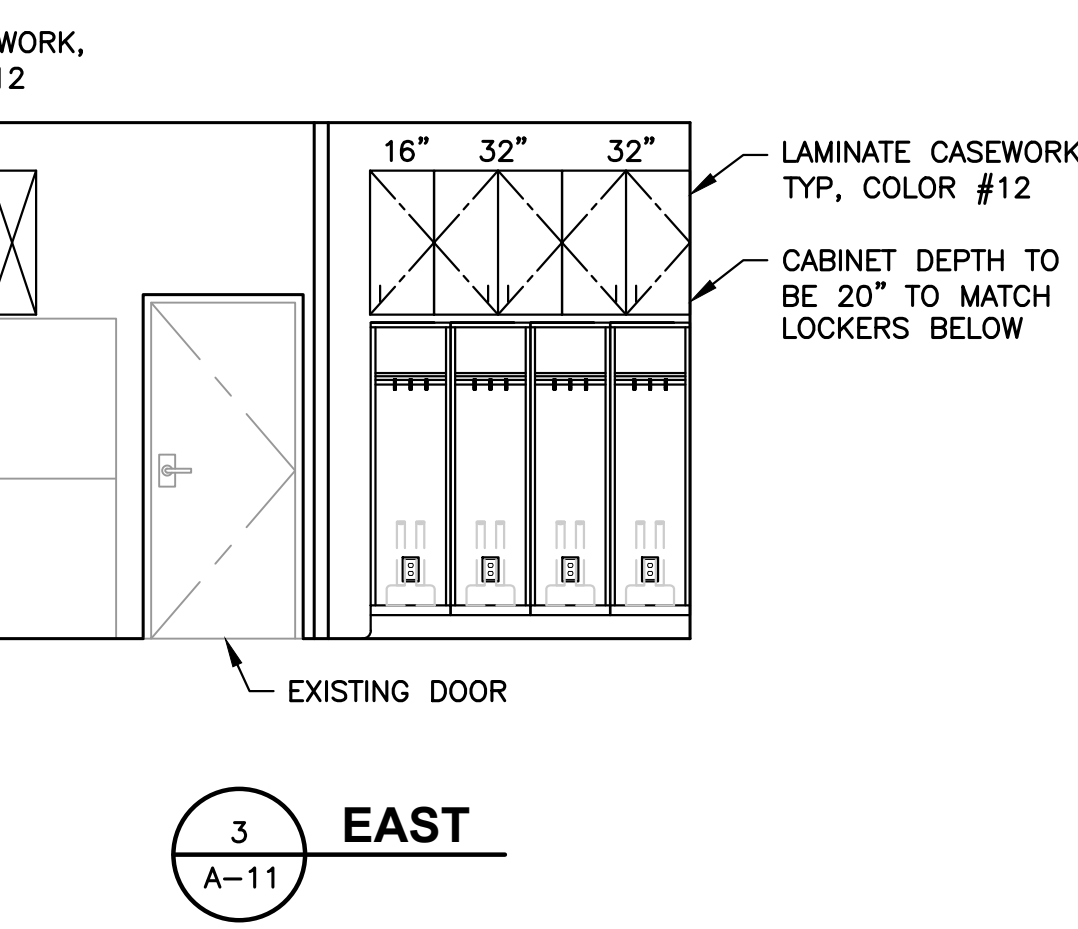 WORK,
12
16” 32” 32”
LAMINATE CASEWORK
TYP, COLOR #12
CABINET DEPTH TO
BE 20” TO MATCH
LOCKERS BELOW
EXISTING DOOR
3 EAST
A-11